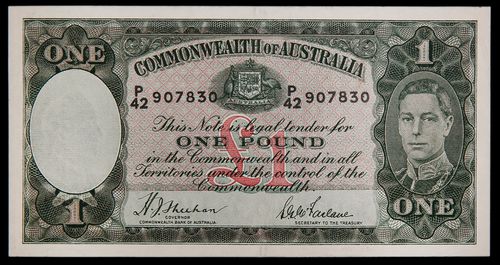 ONE
COMMONWEALTH OF AUSTRALIA
1
P/42 907830
P/42 907830
AUSTRALIA
This Note is legal tender for
ONE POUND
in the Commonwealth and in all
Territories under the control of the
Commonwealth.
£1
1
H.J. Sheehan
GOVERNOR
COMMONWEALTH BANK OF AUSTRALIA.
SECRETARY TO THE TREASURY
ONE